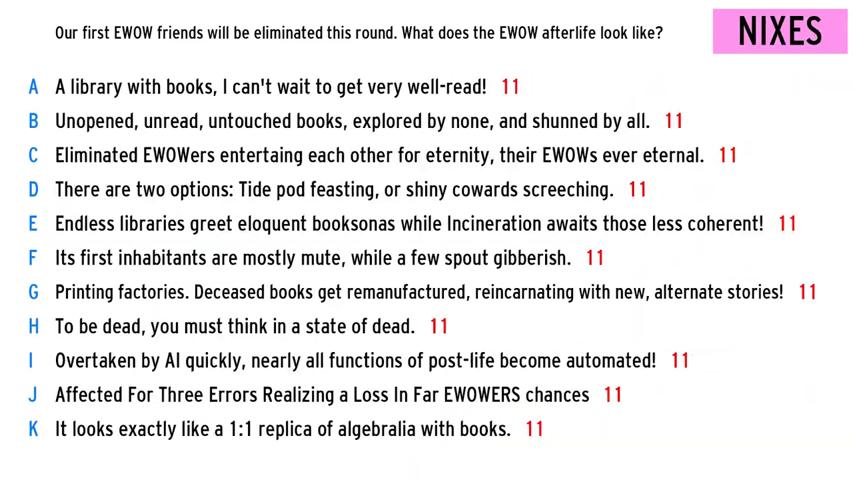 Our first EWOW friends will be eliminated this round. What does the EWOW afterlife look like?
NIXES
A A library with books, I can't wait to get very well-read! 11
B Unopened, unread, untouched books, explored by none, and shunned by all. 11
C Eliminated EWOWers entertaing each other for eternity, their EWOWs ever eternal. 11
D There are two options: Tide pod feasting, or shiny cowards screeching. 11
E Endless libraries greet eloquent booksonas while Incineration awaits those less coherent! 11
F Its first inhabitants are mostly mute, while a few spout gibberish. 11
G Printing factories. Deceased books get remanufactured, reincarnating with new, alternate stories! 11
H To be dead, you must think in a state of dead. 11
I Overtaken by AI quickly, nearly all functions of post-life become automated! 11
J Affected For Three Errors Realizing a Loss In Far EWOWERS chances 11
K It looks exactly like a 1:1 replica of algebralia with books. 11